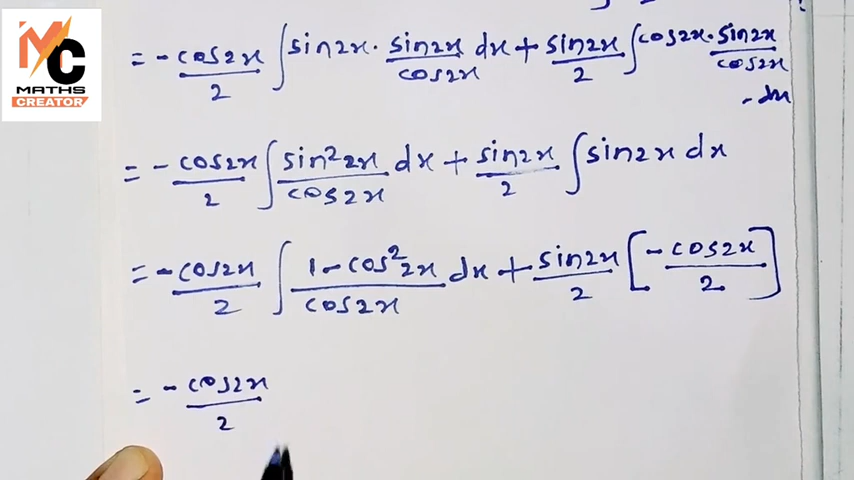 MC
MATHS
CREATOR
= -cos2x/2 ∫ sin2x · sin2x/cos2x dx + sin2x/2 ∫ cos2x · sin2x/cos2x
· dx
= -cos2x/2 ∫ sin²2x/cos2x dx + sin2x/2 ∫ sin2x dx
= -cos2x/2 ∫ 1-cos²2x/cos2x dx + sin2x/2 [-cos2x/2]
= -cos2x/2